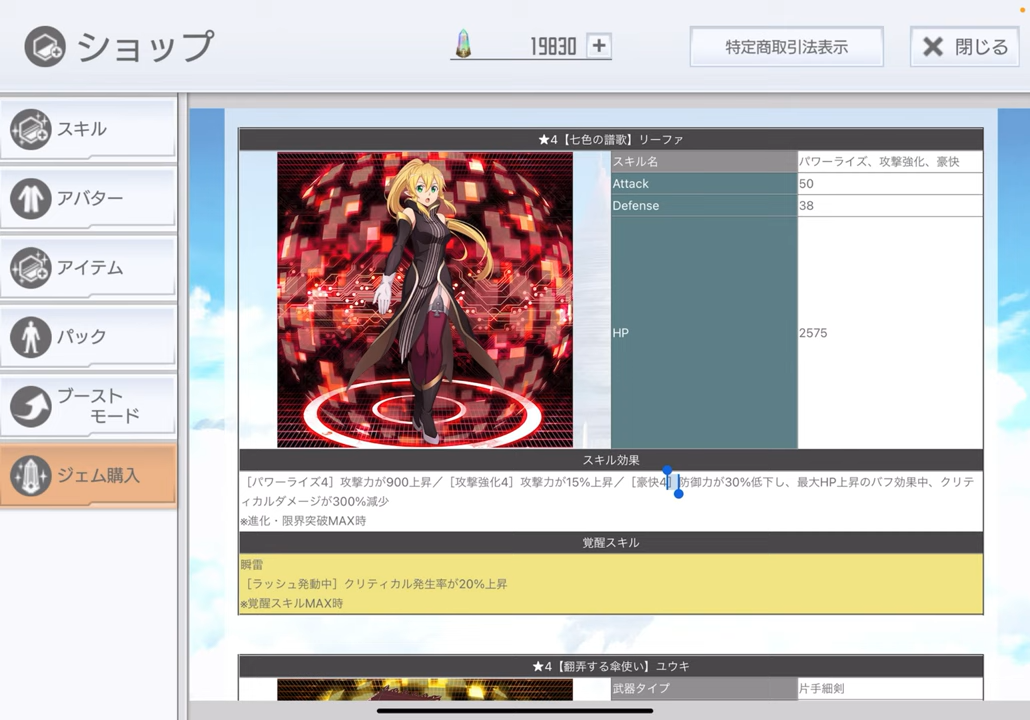 ショップ
19830
特定商取引法表示
閉じる
スキル
アバター
アイテム
パック
ブースト
モード
ジェム購入
★4【七色の譜歌】リーファ
スキル名
パワーライズ、攻撃強化、豪快
Attack
50
Defense
38
HP
2575
スキル効果
[パワーライズ4] 攻撃力が900上昇／ [攻撃強化4] 攻撃力が15%上昇／ [豪快4] 防御力が30%低下し、最大HP上昇のバフ効果中、クリテ
ィカルダメージが300%減少
※進化・限界突破MAX時
覚醒スキル
瞬雷
[ラッシュ発動中] クリティカル発生率が20%上昇
※覚醒スキルMAX時
★4【翻弄する傘使い】ユウキ
武器タイプ
片手細剣